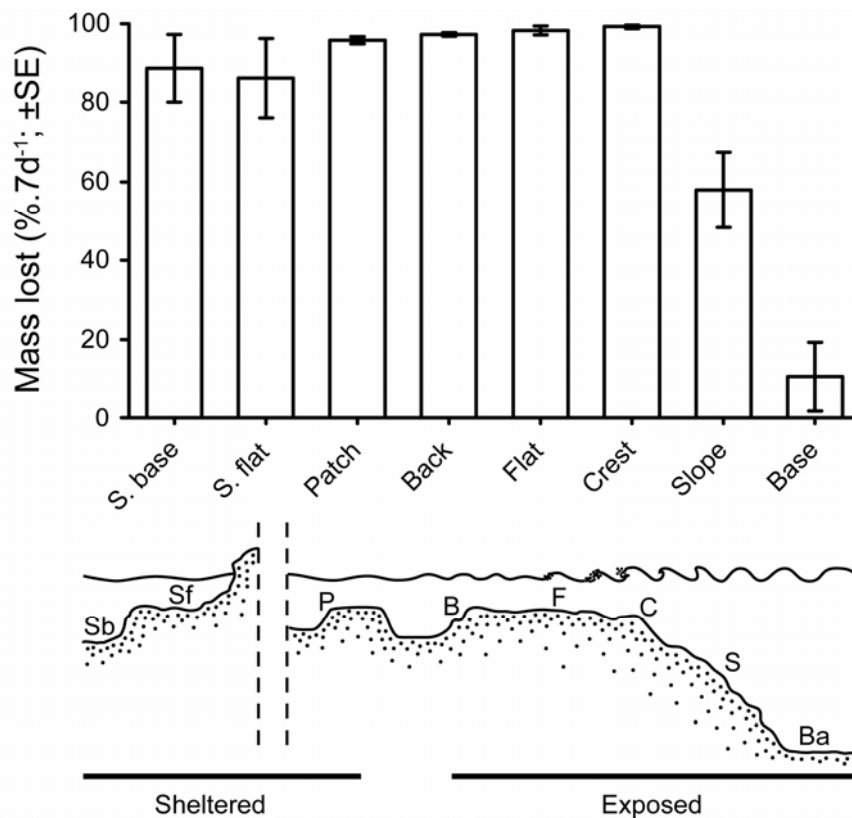 Mass lost (%.7d⁻¹; ±SE)
100
80
60
40
20
0
S. base
S. flat
Patch
Back
Flat
Crest
Slope
Base
Sb
Sf
P
B
F
C
S
Ba
Sheltered
Exposed